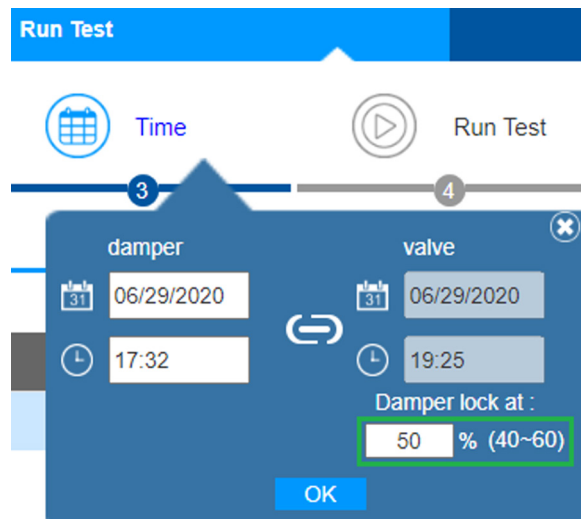 Run Test
Time
Run Test
3
4
damper
valve
31
06/29/2020
31
06/29/2020
17:32
19:25
Damper lock at :
50 % (40~60)
OK